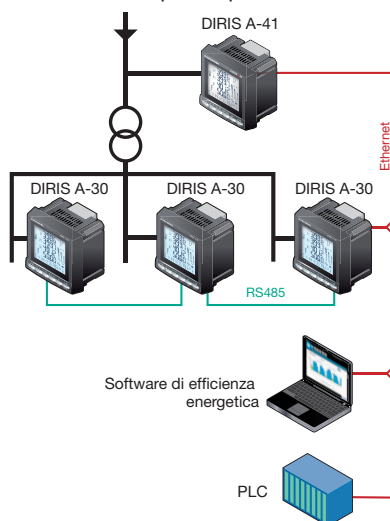 DIRIS A-41
Ethernet
DIRIS A-30
DIRIS A-30
DIRIS A-30
RS485
Software di efficienza
energetica
PLC